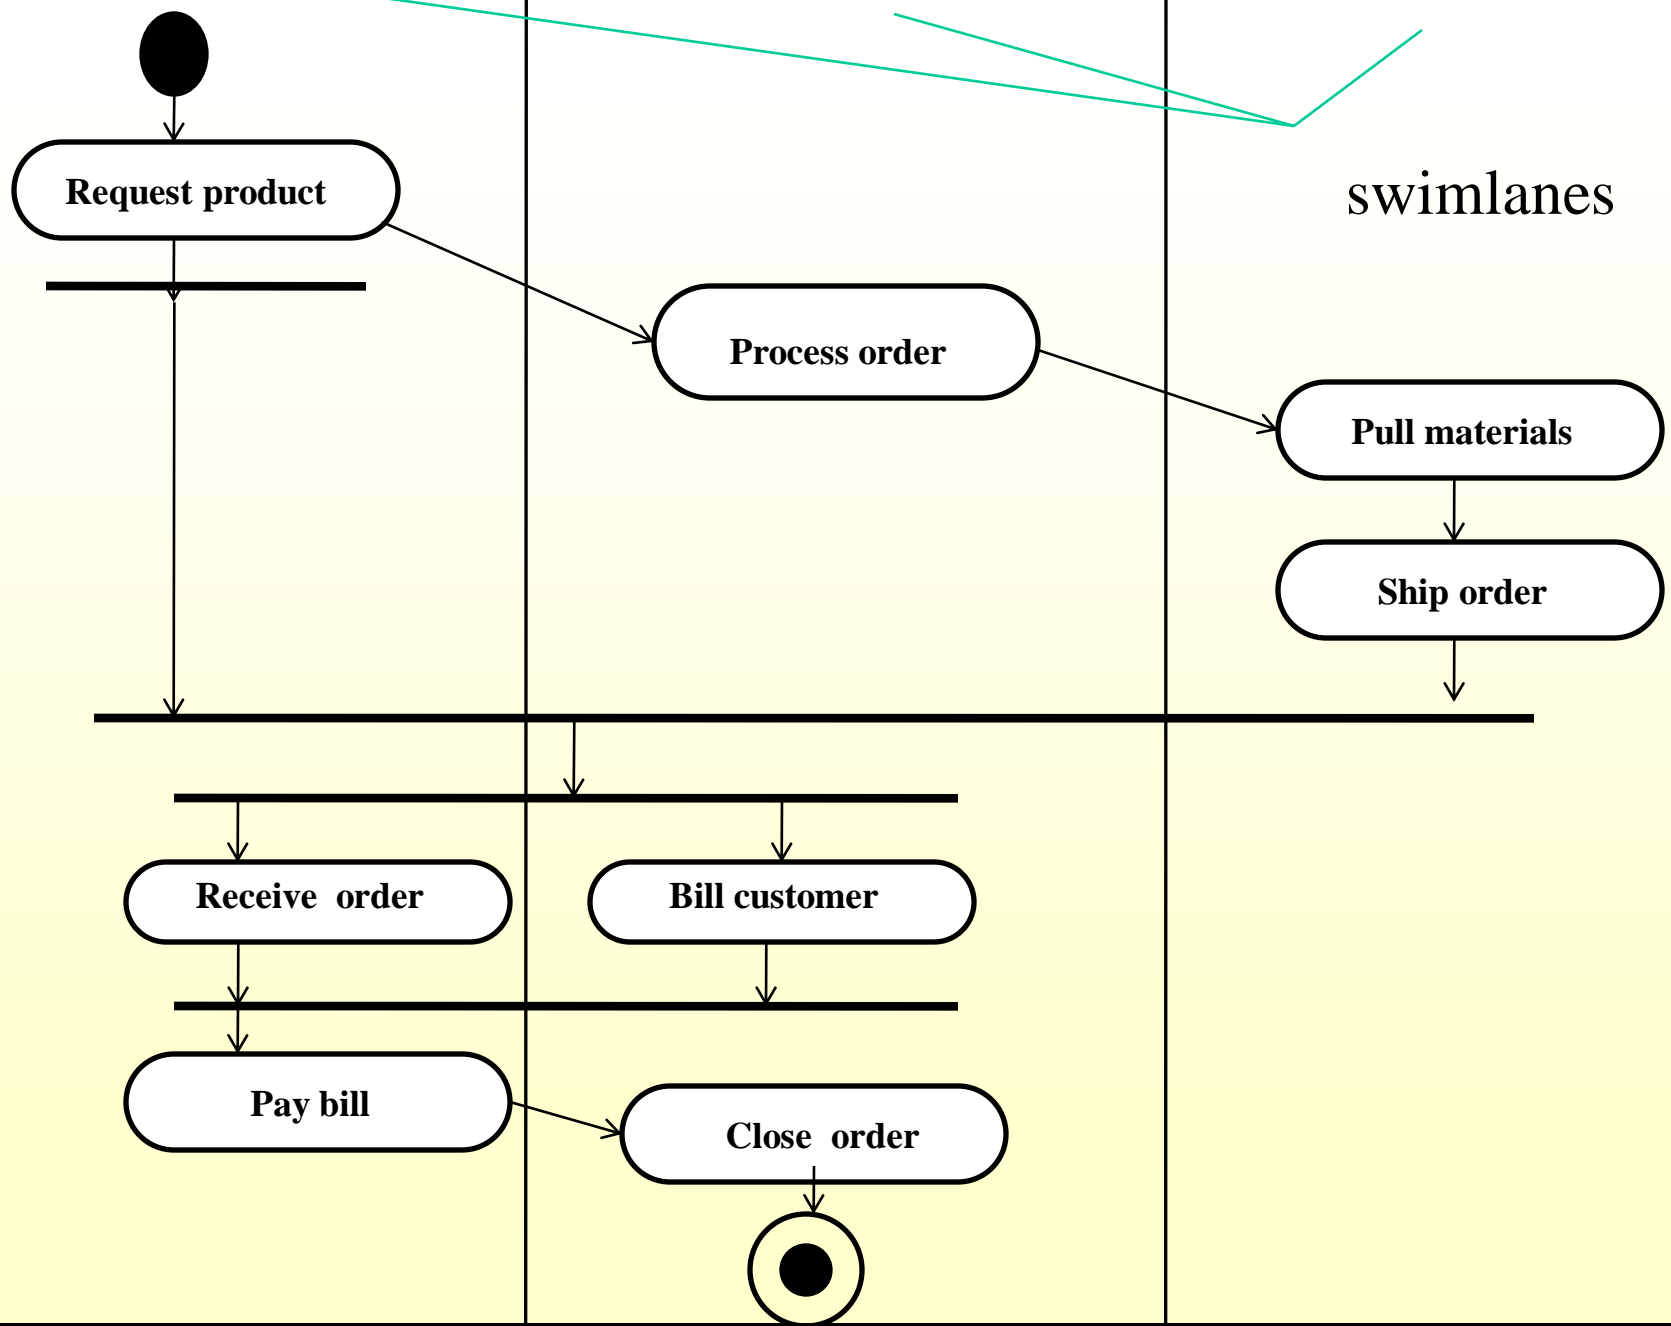 Request product
swimlanes
Process order
Pull materials
Ship order
Receive  order
Bill customer
Pay bill
Close  order